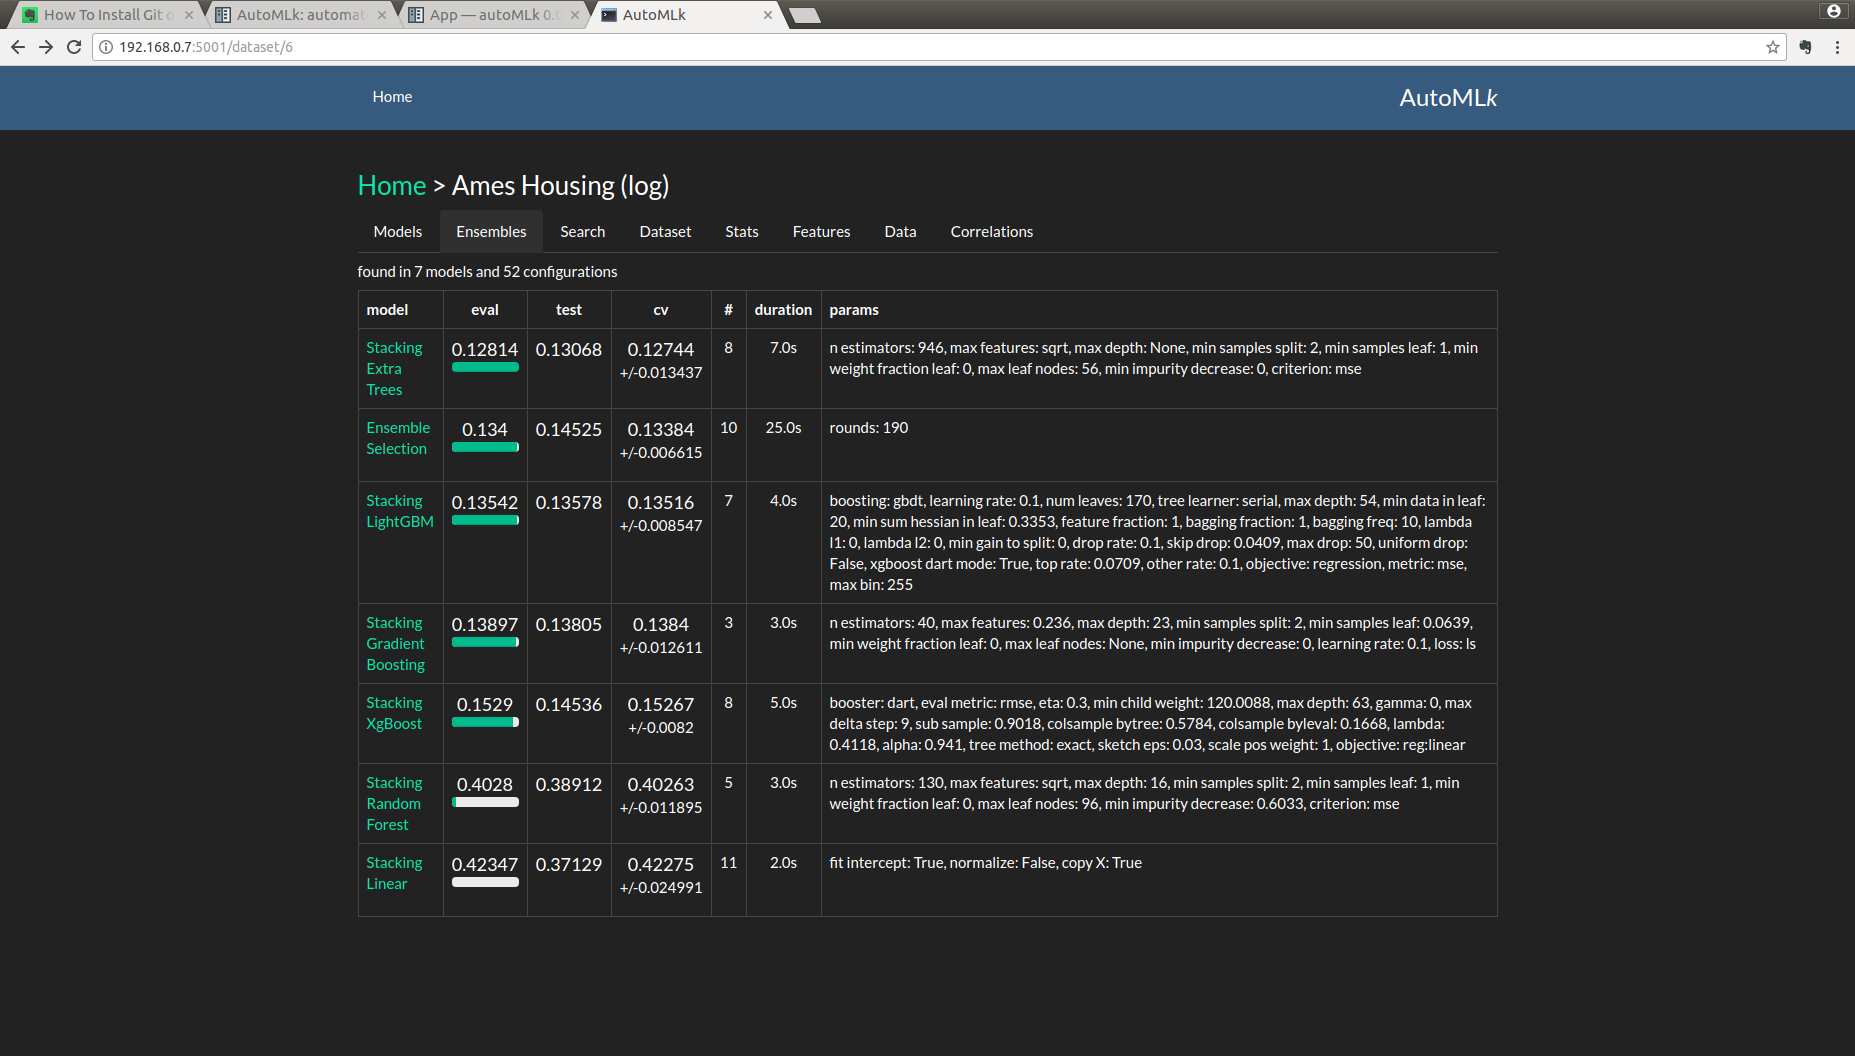 How To Install Git o
AutoMLk: automat
App — autoMLk 0.0
AutoMLk
192.168.0.7:5001/dataset/6
Home
AutoMLk
Home > Ames Housing (log)
Models Ensembles Search Dataset Stats Features Data Correlations
found in 7 models and 52 configurations
model eval test cv # duration params
Stacking Extra Trees 0.12814 0.13068 0.12744 +/-0.013437 8 7.0s n estimators: 946, max features: sqrt, max depth: None, min samples split: 2, min samples leaf: 1, min
weight fraction leaf: 0, max leaf nodes: 56, min impurity decrease: 0, criterion: mse
Ensemble Selection 0.134 0.14525 0.13384 +/-0.006615 10 25.0s rounds: 190
Stacking LightGBM 0.13542 0.13578 0.13516 +/-0.008547 7 4.0s boosting: gbdt, learning rate: 0.1, num leaves: 170, tree learner: serial, max depth: 54, min data in leaf:
20, min sum hessian in leaf: 0.3353, feature fraction: 1, bagging fraction: 1, bagging freq: 10, lambda
l1: 0, lambda l2: 0, min gain to split: 0, drop rate: 0.1, skip drop: 0.0409, max drop: 50, uniform drop:
False, xgboost dart mode: True, top rate: 0.0709, other rate: 0.1, objective: regression, metric: mse,
max bin: 255
Stacking Gradient Boosting 0.13897 0.13805 0.1384 +/-0.012611 3 3.0s n estimators: 40, max features: 0.236, max depth: 23, min samples split: 2, min samples leaf: 0.0639,
min weight fraction leaf: 0, max leaf nodes: None, min impurity decrease: 0, learning rate: 0.1, loss: ls
Stacking XgBoost 0.1529 0.14536 0.15267 +/-0.0082 8 5.0s booster: dart, eval metric: rmse, eta: 0.3, min child weight: 120.0088, max depth: 63, gamma: 0, max
delta step: 9, sub sample: 0.9018, colsample bytree: 0.5784, colsample byleval: 0.1668, lambda:
0.4118, alpha: 0.941, tree method: exact, sketch eps: 0.03, scale pos weight: 1, objective: reg:linear
Stacking Random Forest 0.4028 0.38912 0.40263 +/-0.011895 5 3.0s n estimators: 130, max features: sqrt, max depth: 16, min samples split: 2, min samples leaf: 1, min
weight fraction leaf: 0, max leaf nodes: 96, min impurity decrease: 0.6033, criterion: mse
Stacking Linear 0.42347 0.37129 0.42275 +/-0.024991 11 2.0s fit intercept: True, normalize: False, copy X: True